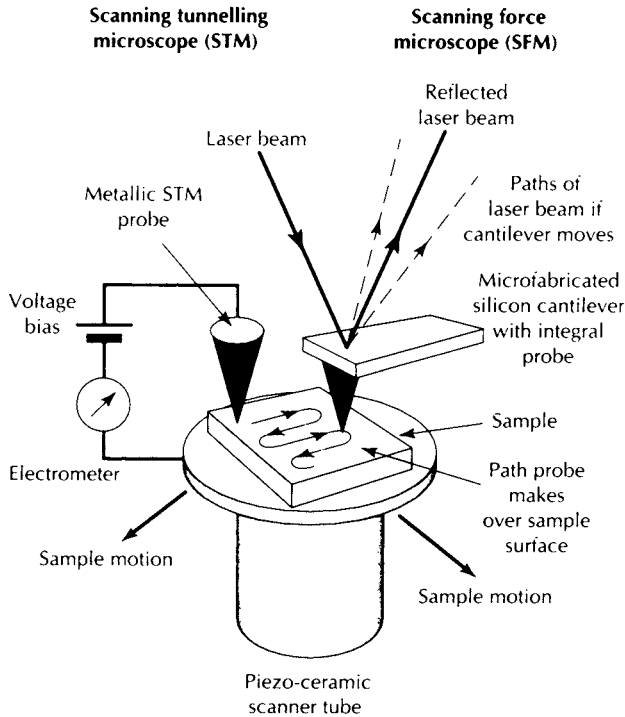 Scanning tunnelling
microscope (STM)
Scanning force
microscope (SFM)
Reflected
laser beam
Laser beam
Metallic STM
probe
Paths of
laser beam if
cantilever moves
Microfabricated
silicon cantilever
with integral
probe
Voltage
bias
Sample
Electrometer
Path probe
makes
over sample
surface
Sample motion
Sample motion
Piezo-ceramic
scanner tube